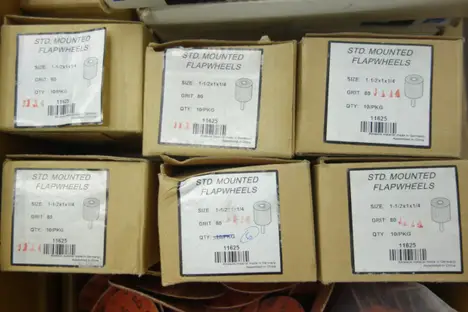 STD. MOUNTED
FLAPWHEELS
SIZE: 1-1/2x1x1/4
GRIT: 80
QTY: 10/PKG
11625
STD. MOUNTED
FLAPWHEELS
SIZE: 1-1/2x1x1/4
GRIT: 80
QTY: 10/PKG
11625
STD. MOUNTED
FLAPWHEELS
SIZE: 1-1/2x1x1/4
GRIT: 80
QTY: 10/PKG
11625
STD. MOUNTED
FLAPWHEELS
SIZE: 1-1/2x1x1/4
GRIT: 80
QTY: 10/PKG
11625
STD. MOUNTED
FLAPWHEELS
SIZE: 1-1/2x1x1/4
GRIT: 80
QTY: 10/PKG 6
11625
STD. MOUNTED
FLAPWHEELS
SIZE: 1-1/2x1x1/4
GRIT: 80
QTY: 10/PKG
11625